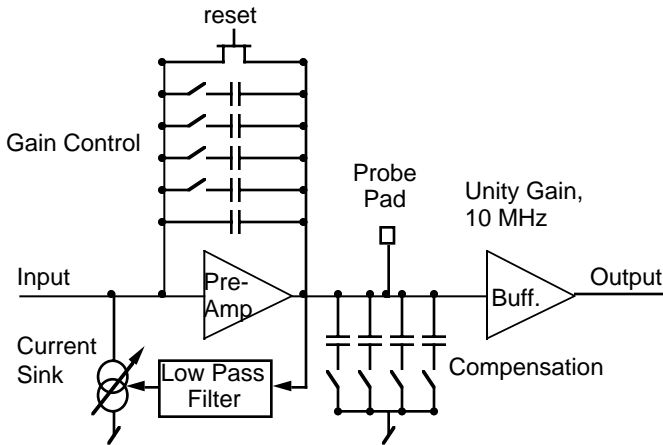 reset
Gain Control
Probe
Pad
Unity Gain,
10 MHz
Input
Pre-
Amp
Buff.
Output
Current
Sink
Low Pass
Filter
Compensation